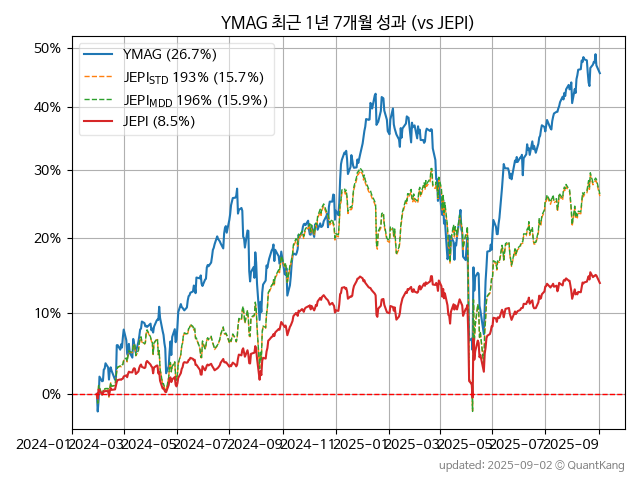 YMAG 최근 1년 7개월 성과 (vs JEPI)
50%
40%
30%
20%
10%
0%
YMAG (26.7%)
JEPI_STD 193% (15.7%)
JEPI_MDD 196% (15.9%)
JEPI (8.5%)
2024-01
2024-03
2024-05
2024-07
2024-09
2024-11
2025-01
2025-03
2025-05
2025-07
2025-09
updated: 2025-09-02 © QuantKang